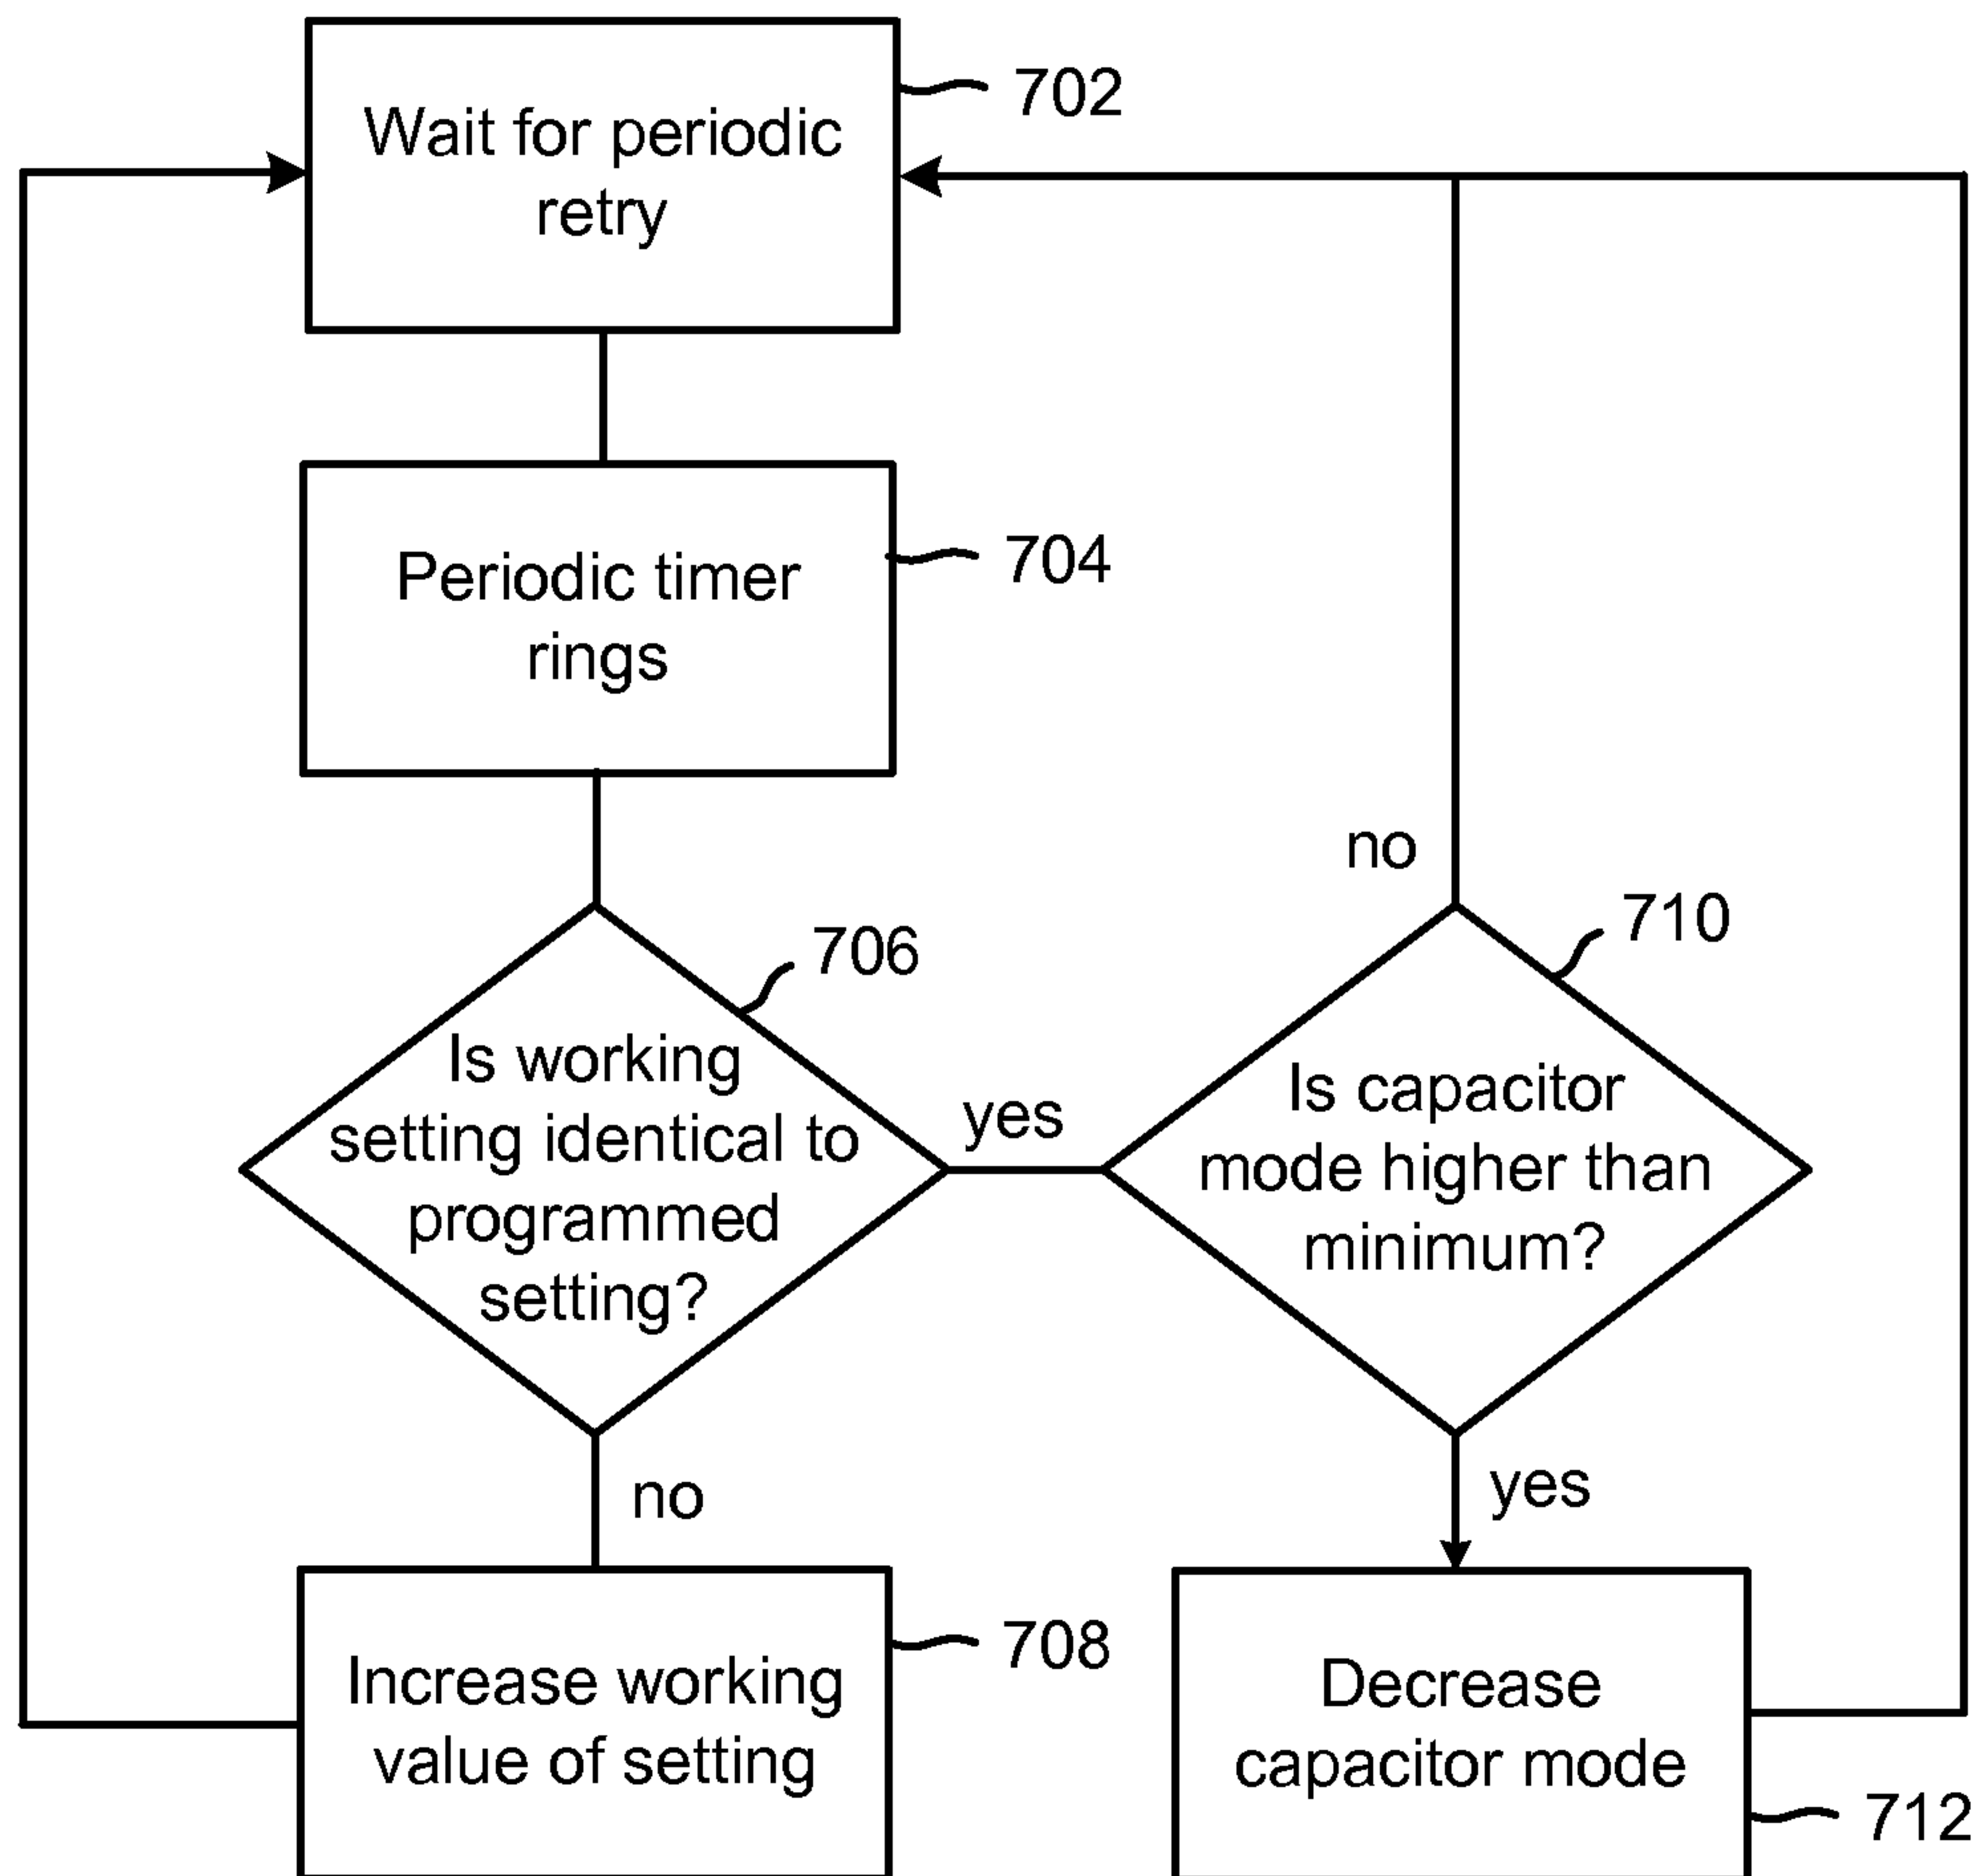 Wait for periodic
retry
702
Periodic timer
rings
704
Is working
setting identical to
programmed
setting?
706
yes
no
Is capacitor
mode higher than
minimum?
710
no
yes
Increase working
value of setting
708
Decrease
capacitor mode
712